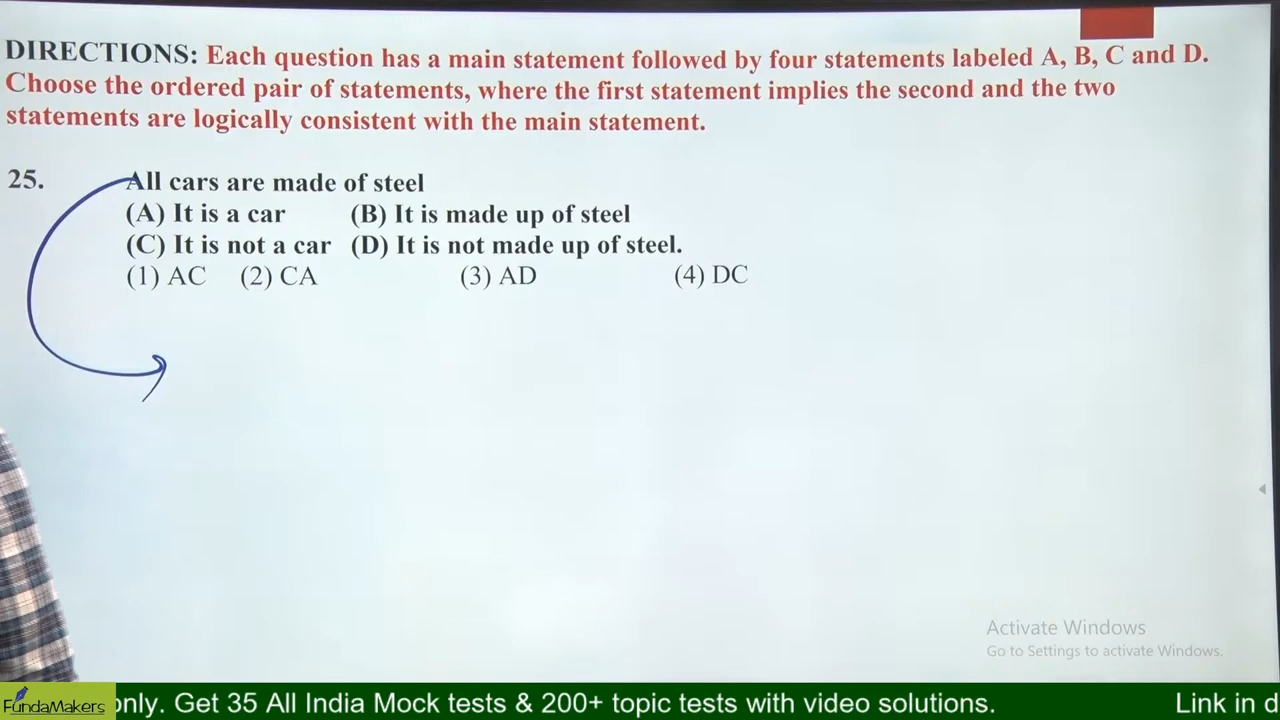 DIRECTIONS: Each question has a main statement followed by four statements labeled A, B, C and D.
Choose the ordered pair of statements, where the first statement implies the second and the two
statements are logically consistent with the main statement.
25. All cars are made of steel
(A) It is a car (B) It is made up of steel
(C) It is not a car (D) It is not made up of steel.
(1) AC (2) CA (3) AD (4) DC
Activate Windows
Go to Settings to activate Windows.
FundaMakers only. Get 35 All India Mock tests & 200+ topic tests with video solutions. Link in d